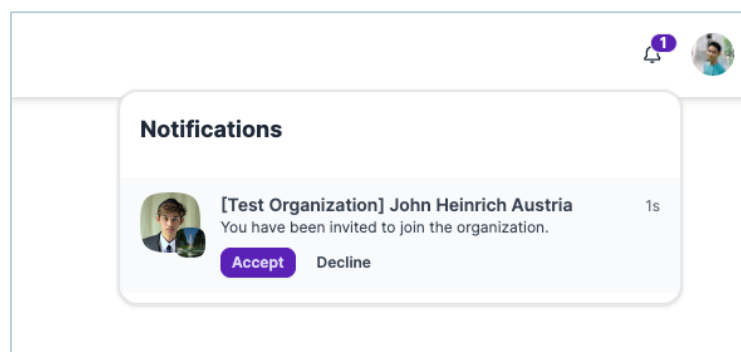 1
Notifications
[Test Organization] John Heinrich Austria 1s
You have been invited to join the organization.
Accept Decline